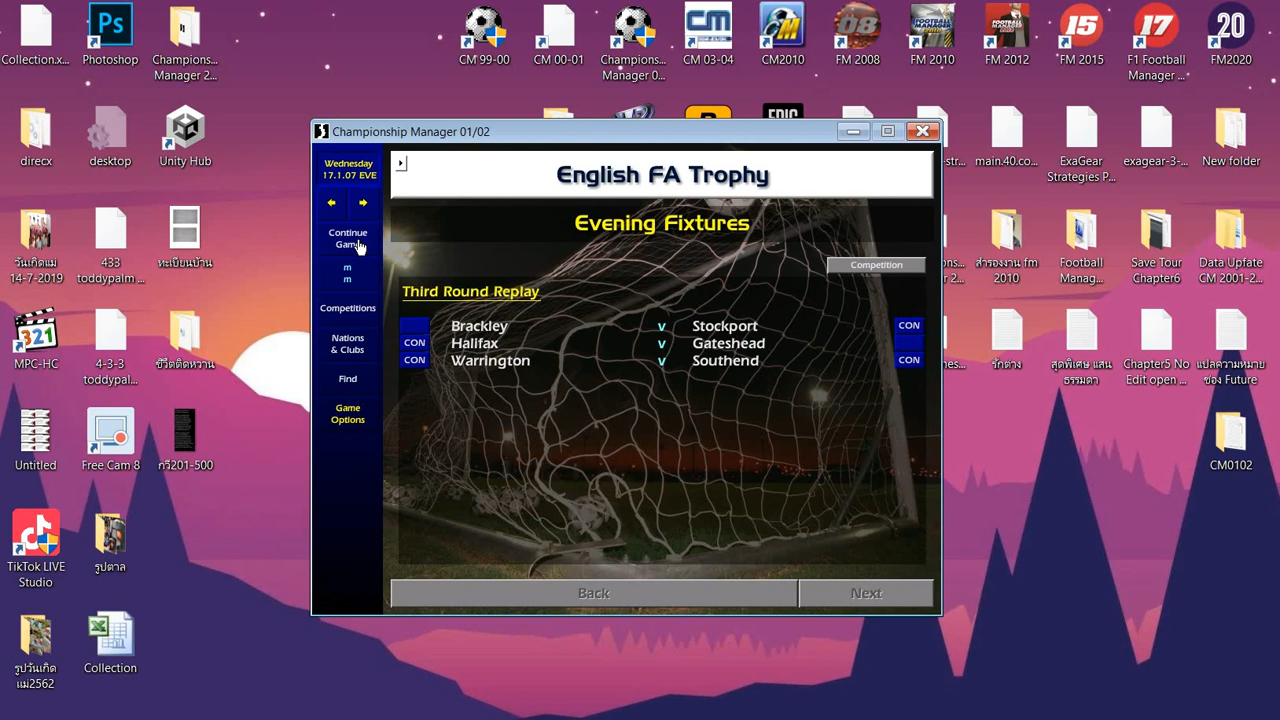 Collection.x...
Photoshop
Champions...
Manager 2...
CM 99-00
CM 00-01
Champions...
Manager 0...
CM 03-04
CM2010
FM 2008
FM 2010
FM 2012
FM 2015
F1 Football
Manager ...
FM2020
direcx
desktop
Unity Hub
main.40.co...
ExaGear
Strategies P...
exagear-3-...
New folder
วันเกิดแม่
14-7-2019
433
toddypalm ...
ทะเบียนบ้าน
สำรองงาน fm
2010
Football
Manag...
Save Tour
Chapter6
Data Upfate
CM 2001-2...
MPC-HC
4-3-3
toddypal...
ชีวิตติดหวาน
รักต่าง
สุดพิเศษ แสน
ธรรมดา
Chapter5 No
Edit open ...
แปลความหมาย
ของ Future
Untitled
Free Cam 8
กวี201-500
CM0102
TikTok LIVE
Studio
รูปตาล
รูปวันเกิด
แม่2562
Collection
Championship Manager 01/02
Wednesday
17.1.07 EVE
Continue
Game
m
m
Competitions
Nations
& Clubs
Find
Game
Options
English FA Trophy
Evening Fixtures
Competition
Third Round Replay
Brackley v Stockport CON
CON Halifax v Gateshead
CON Warrington v Southend CON
Back
Next